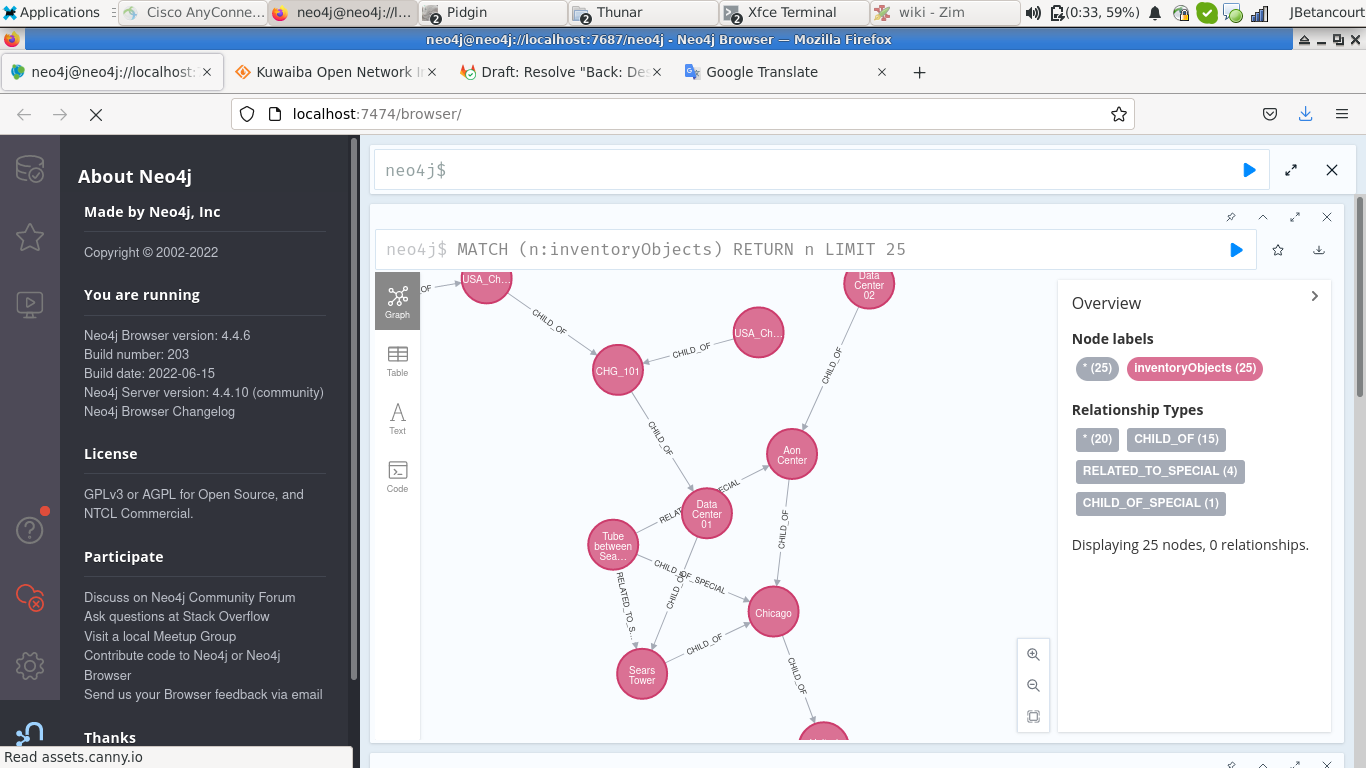 Applications
Cisco AnyConne...
neo4j@neo4j://l...
2 Pidgin
2 Thunar
2 Xfce Terminal
wiki - Zim
(0:33, 59%)
JBetancourt
neo4j@neo4j://localhost:7687/neo4j - Neo4j Browser — Mozilla Firefox
neo4j@neo4j://localhost:
Kuwaiba Open Network I
Draft: Resolve "Back: De
Google Translate
localhost:7474/browser/
About Neo4j
Made by Neo4j, Inc
Copyright © 2002-2022
You are running
Neo4j Browser version: 4.4.6
Build number: 203
Build date: 2022-06-15
Neo4j Server version: 4.4.10 (community)
Neo4j Browser Changelog
License
GPLv3 or AGPL for Open Source, and
NTCL Commercial.
Participate
Discuss on Neo4j Community Forum
Ask questions at Stack Overflow
Visit a local Meetup Group
Contribute code to Neo4j or Neo4j
Browser
Send us your Browser feedback via email
Thanks
Read assets.canny.io
neo4j$
neo4j$ MATCH (n:inventoryObjects) RETURN n LIMIT 25
Graph
Table
Text
Code
OF
USA_Ch...
CHILD_OF
Data
Center
02
USA_Ch...
CHILD_OF
CHG_101
CHILD_OF
CHILD_OF
Aon
Center
RELAT
ECIAL
Data
Center
01
CHILD_OF
Tube
between
Sea...
CHILD_OF_SPECIAL
CHILD_OF
RELATED_TO_S...
Chicago
CHILD_OF
Sears
Tower
CHILD_OF
Overview
Node labels
* (25)
inventoryObjects (25)
Relationship Types
* (20)
CHILD_OF (15)
RELATED_TO_SPECIAL (4)
CHILD_OF_SPECIAL (1)
Displaying 25 nodes, 0 relationships.